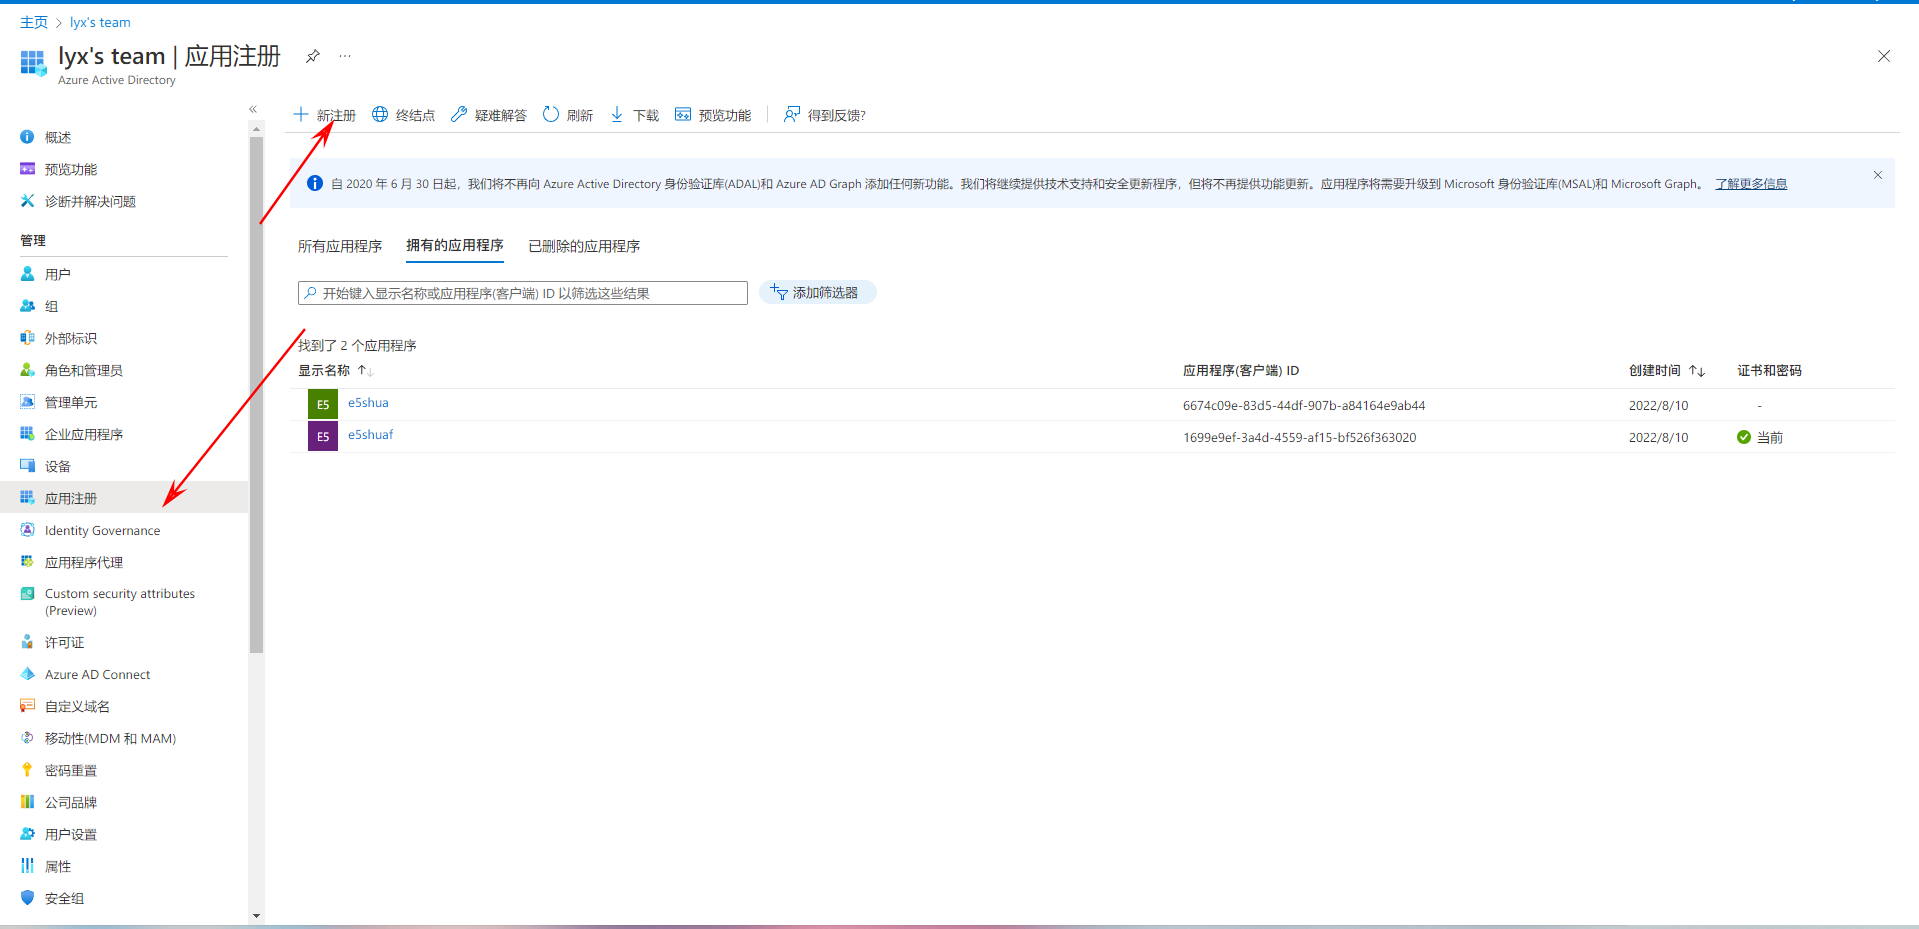 主页 > lyx's team
lyx's team | 应用注册
Azure Active Directory
概述
预览功能
诊断并解决问题
管理
用户
组
外部标识
角色和管理员
管理单元
企业应用程序
设备
应用注册
Identity Governance
应用程序代理
Custom security attributes
(Preview)
许可证
Azure AD Connect
自定义域名
移动性(MDM 和 MAM)
密码重置
公司品牌
用户设置
属性
安全组
新注册 终结点 疑难解答 刷新 下载 预览功能 得到反馈?
自 2020 年 6 月 30 日起，我们将不再向 Azure Active Directory 身份验证库(ADAL)和 Azure AD Graph 添加任何新功能。我们将继续提供技术支持和安全更新程序，但将不再提供功能更新。应用程序将需要升级到 Microsoft 身份验证库(MSAL)和 Microsoft Graph。 了解更多信息
所有应用程序 拥有的应用程序 已删除的应用程序
开始键入显示名称或应用程序(客户端) ID 以筛选这些结果 添加筛选器
找到了 2 个应用程序
显示名称 应用程序(客户端) ID 创建时间 证书和密码
E5 e5shua 6674c09e-83d5-44df-907b-a84164e9ab44 2022/8/10 -
E5 e5shuaf 1699e9ef-3a4d-4559-af15-bf526f363020 2022/8/10 当前